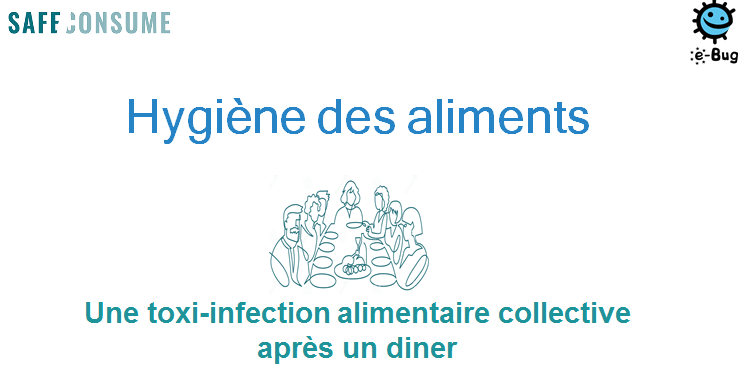 SAFECONSUME
e-Bug
Hygiène des aliments
Une toxi-infection alimentaire collective
après un diner